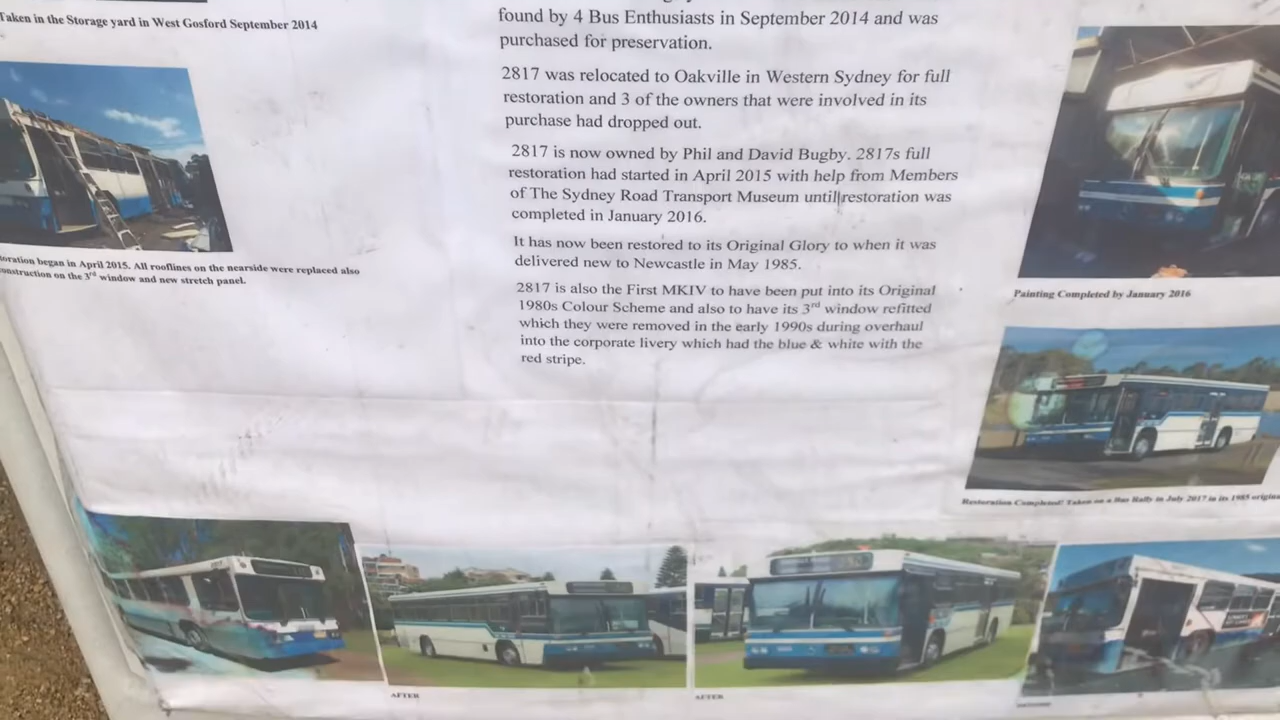 Taken in the Storage yard in West Gosford September 2014
found by 4 Bus Enthusiasts in September 2014 and was
purchased for preservation.
2817 was relocated to Oakville in Western Sydney for full
restoration and 3 of the owners that were involved in its
purchase had dropped out.
2817 is now owned by Phil and David Bugby. 2817s full
restoration had started in April 2015 with help from Members
of The Sydney Road Transport Museum until restoration was
completed in January 2016.
It has now been restored to its Original Glory to when it was
delivered new to Newcastle in May 1985.
2817 is also the First MKIV to have been put into its Original
1980s Colour Scheme and also to have its 3rd window refitted
which they were removed in the early 1990s during overhaul
into the corporate livery which had the blue & white with the
red stripe.
oration began in April 2015. All rooflines on the nearside were replaced also
onstruction on the 3rd window and new stretch panel.
Painting Completed by January 2016
Restoration Completed! Taken on a Bus Rally in July 2017 in its 1985 origina
AFTER
AFTER